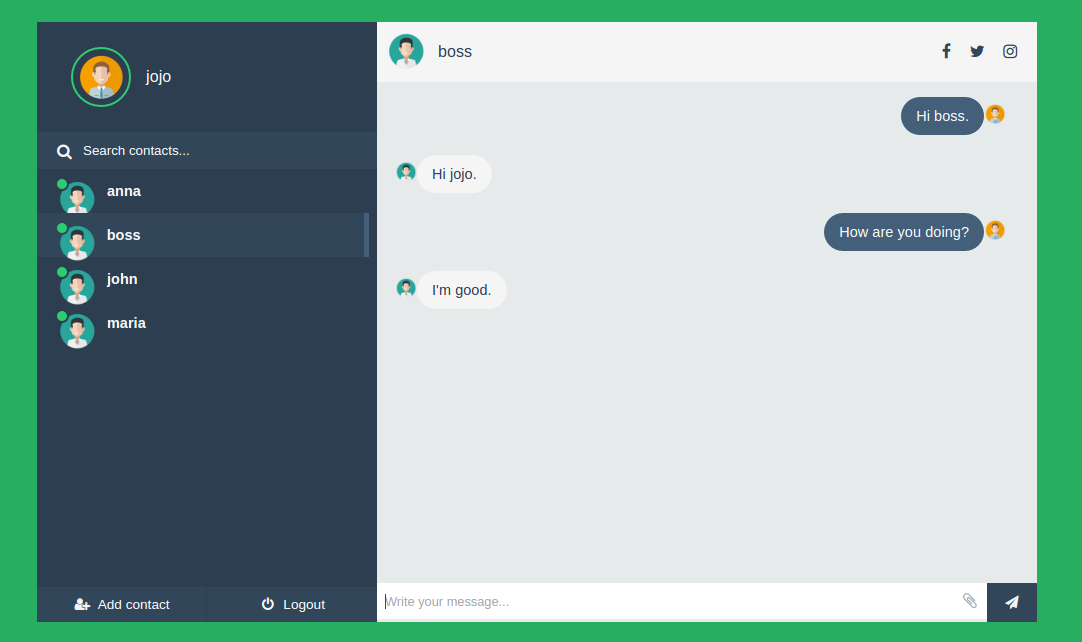 jojo
Search contacts...
anna
boss
john
maria
Add contact
Logout
boss
Hi boss.
Hi jojo.
How are you doing?
I'm good.
Write your message...